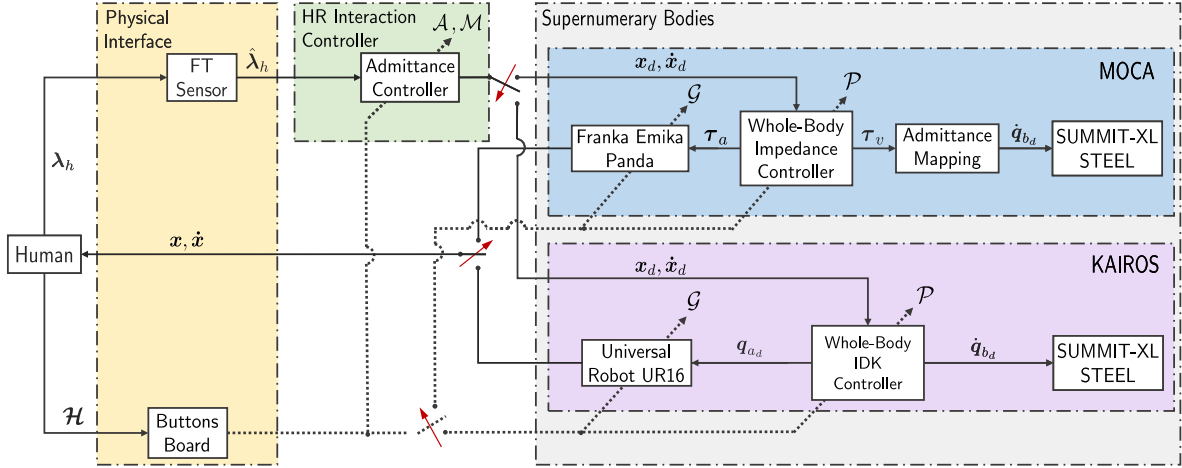 Physical
Interface
HR Interaction
Controller
Supernumerary Bodies
FT
Sensor
λ̂_h
Admittance
Controller
𝒜, ℳ
x_d, ẋ_d
MOCA
λ_h
𝒢
𝒫
Franka Emika
Panda
τ_a
Whole-Body
Impedance
Controller
τ_v
Admittance
Mapping
q̇_{b_d}
SUMMIT-XL
STEEL
Human
x, ẋ
KAIROS
x_d, ẋ_d
𝒢
𝒫
Universal
Robot UR16
q_{a_d}
Whole-Body
IDK
Controller
q̇_{b_d}
SUMMIT-XL
STEEL
ℋ
Buttons
Board